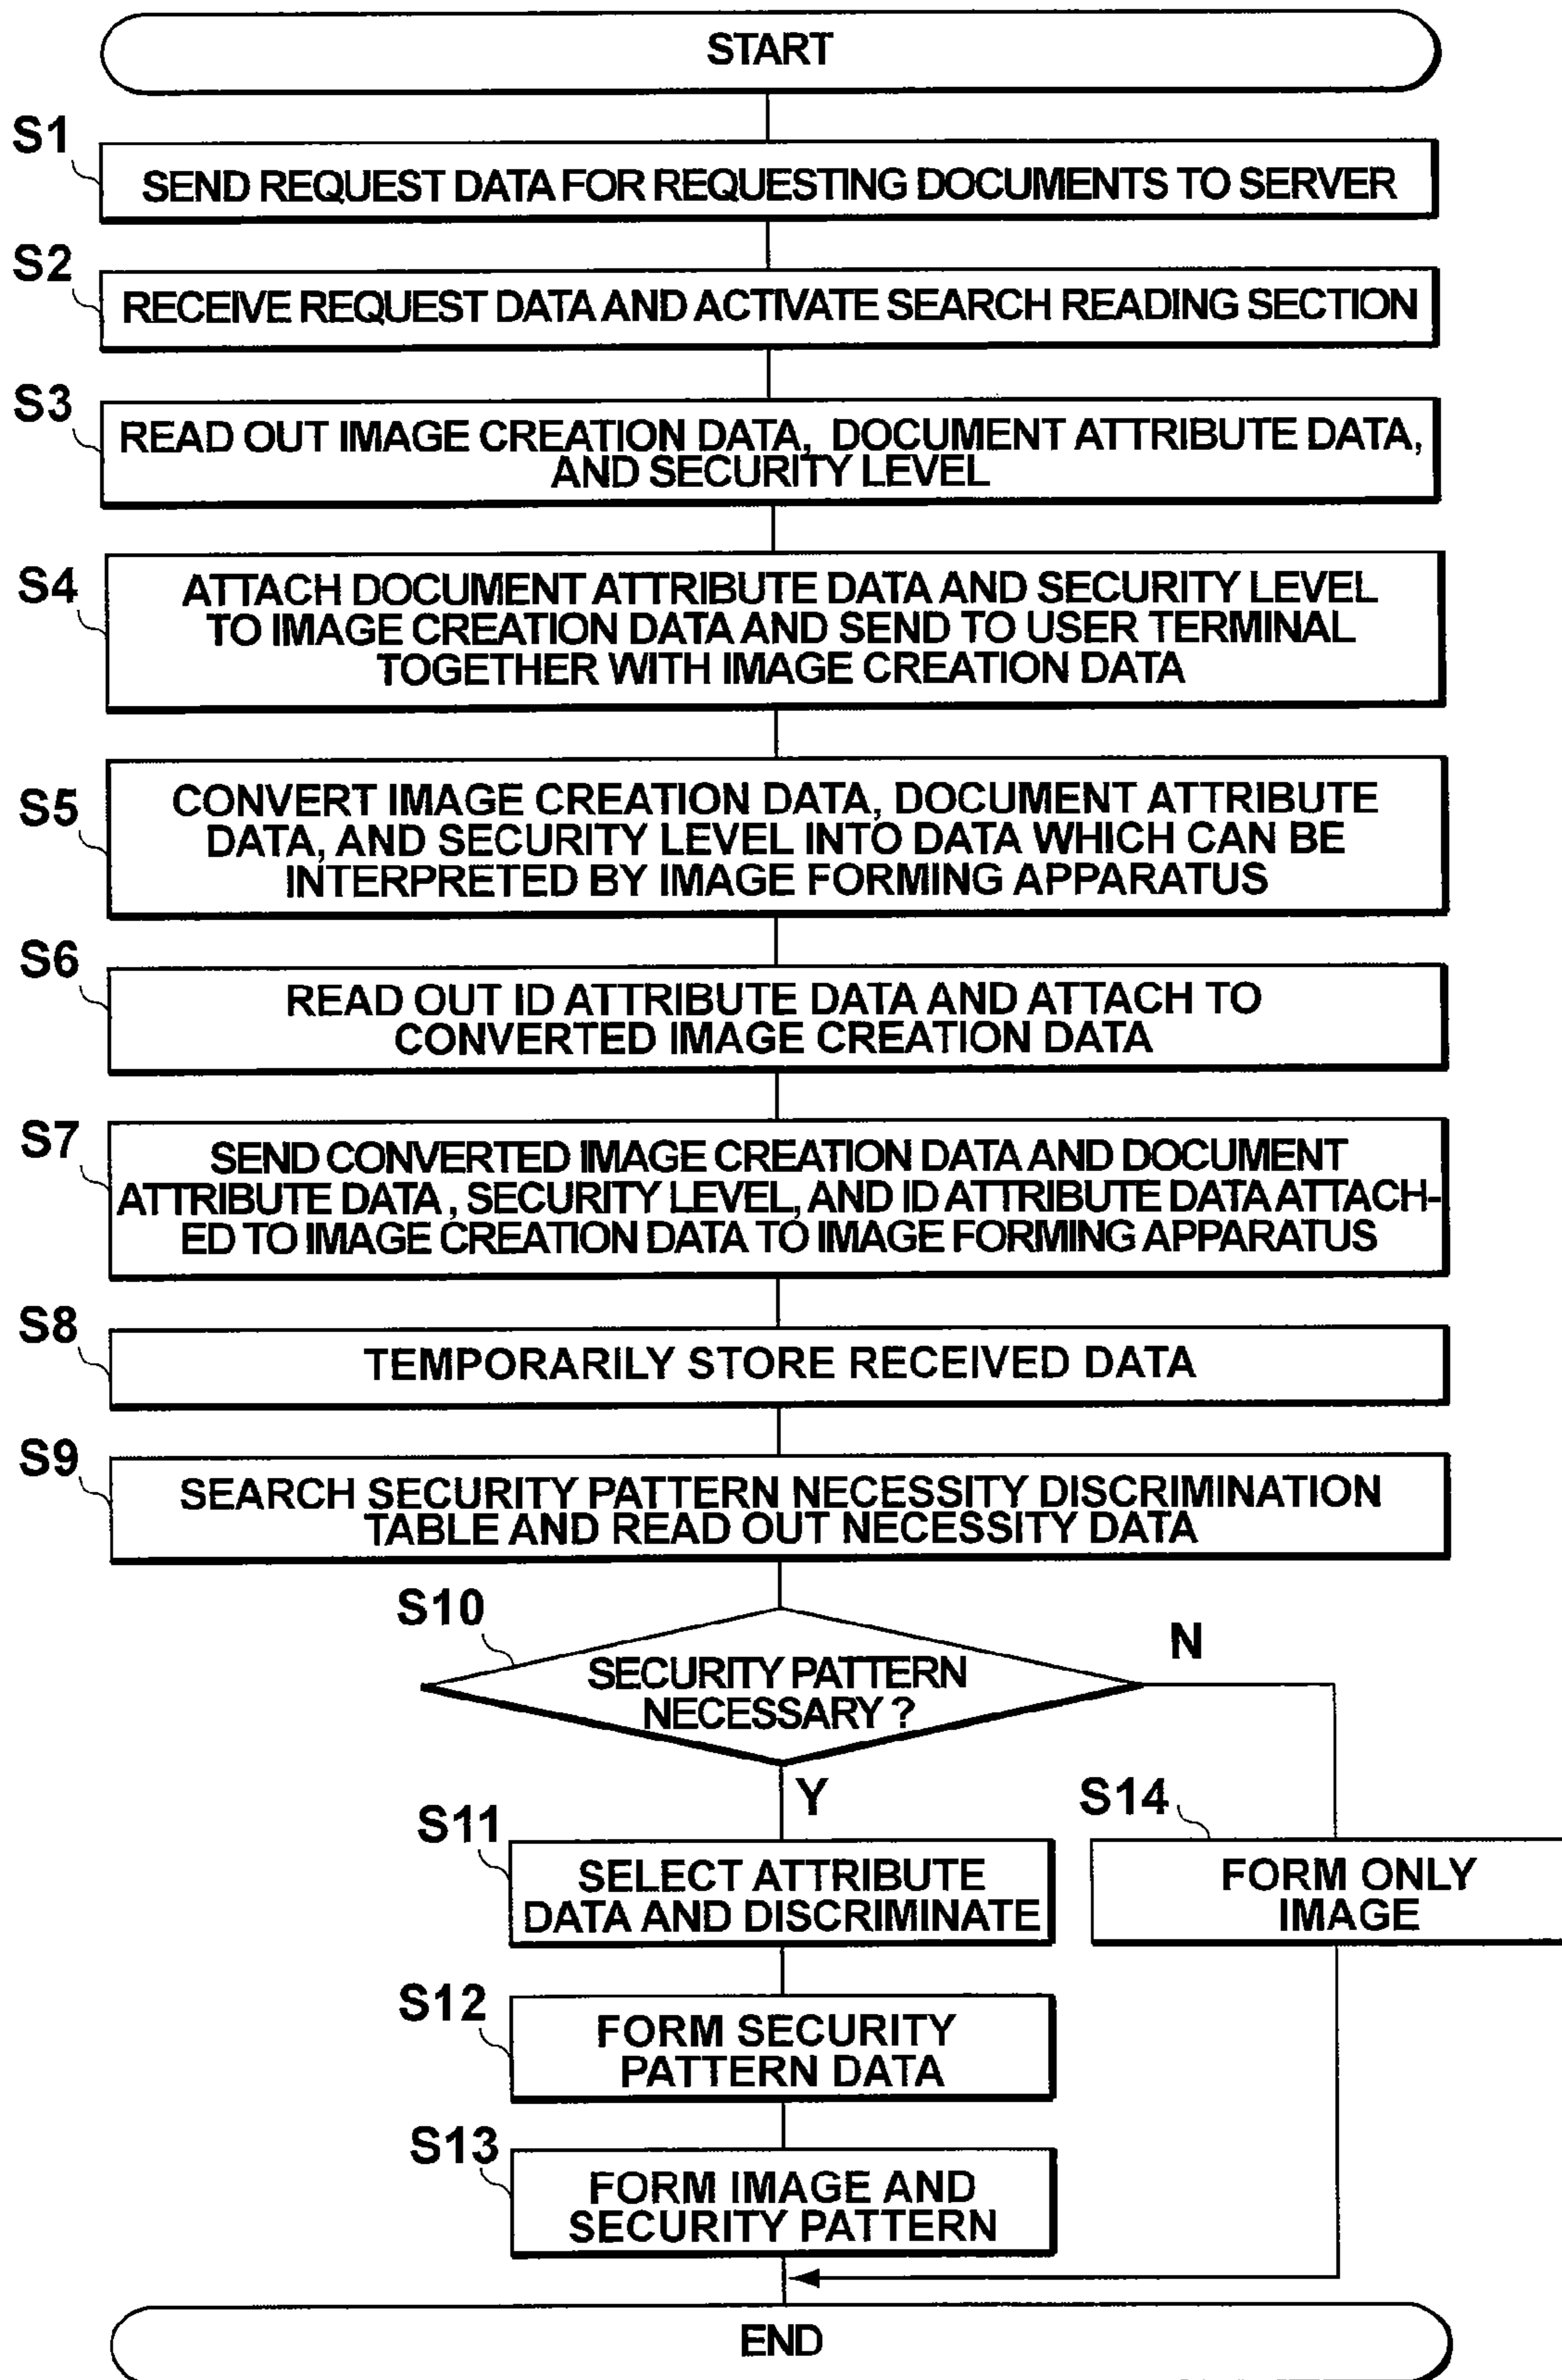 START
S1
SEND REQUEST DATA FOR REQUESTING DOCUMENTS TO SERVER
S2
RECEIVE REQUEST DATA AND ACTIVATE SEARCH READING SECTION
S3
READ OUT IMAGE CREATION DATA, DOCUMENT ATTRIBUTE DATA,
AND SECURITY LEVEL
S4
ATTACH DOCUMENT ATTRIBUTE DATA AND SECURITY LEVEL
TO IMAGE CREATION DATA AND SEND TO USER TERMINAL
TOGETHER WITH IMAGE CREATION DATA
S5
CONVERT IMAGE CREATION DATA, DOCUMENT ATTRIBUTE
DATA, AND SECURITY LEVEL INTO DATA WHICH CAN BE
INTERPRETED BY IMAGE FORMING APPARATUS
S6
READ OUT ID ATTRIBUTE DATA AND ATTACH TO
CONVERTED IMAGE CREATION DATA
S7
SEND CONVERTED IMAGE CREATION DATA AND DOCUMENT
ATTRIBUTE DATA, SECURITY LEVEL, AND ID ATTRIBUTE DATA ATTACH-
ED TO IMAGE CREATION DATA TO IMAGE FORMING APPARATUS
S8
TEMPORARILY STORE RECEIVED DATA
S9
SEARCH SECURITY PATTERN NECESSITY DISCRIMINATION
TABLE AND READ OUT NECESSITY DATA
S10
SECURITY PATTERN
NECESSARY ?
N
Y
S11
SELECT ATTRIBUTE
DATA AND DISCRIMINATE
S14
FORM ONLY
IMAGE
S12
FORM SECURITY
PATTERN DATA
S13
FORM IMAGE AND
SECURITY PATTERN
END